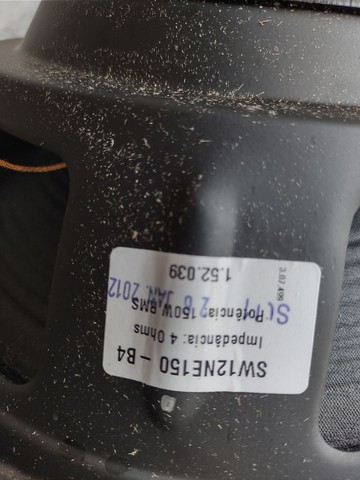 SW12NE150 - B4
Impedância: 4 Ohms
Potência: 150W RMS
28 JAN. 2012
1.52.039